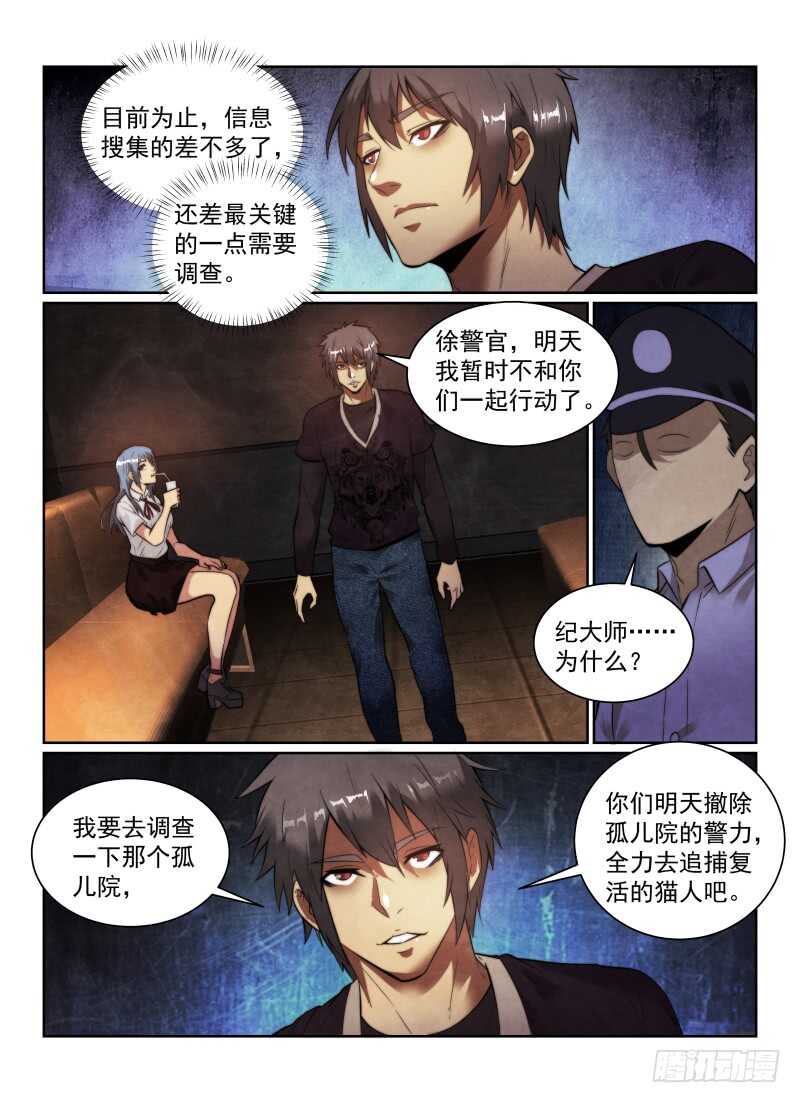 目前为止，信息
搜集的差不多了，
还差最关键
的一点需要
调查。
徐警官，明天
我暂时不和你
们一起行动了。
纪大师……
为什么？
我要去调查
一下那个孤
儿院，
你们明天撤除
孤儿院的警力，
全力去追捕复
活的猫人吧。
腾讯动漫